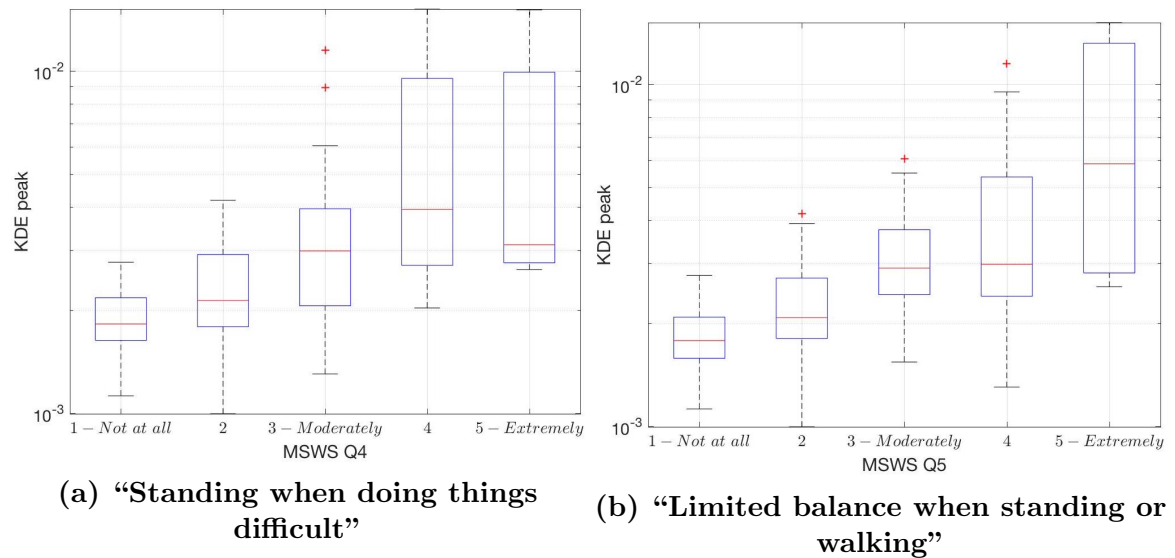 10^{-2}
KDE peak
10^{-3}
1 − Not at all 2 3 − Moderately 4 5 − Extremely
MSWS Q4
(a) “Standing when doing things
difficult”
10^{-2}
KDE peak
10^{-3}
1 − Not at all 2 3 − Moderately 4 5 − Extremely
MSWS Q5
(b) “Limited balance when standing or
walking”